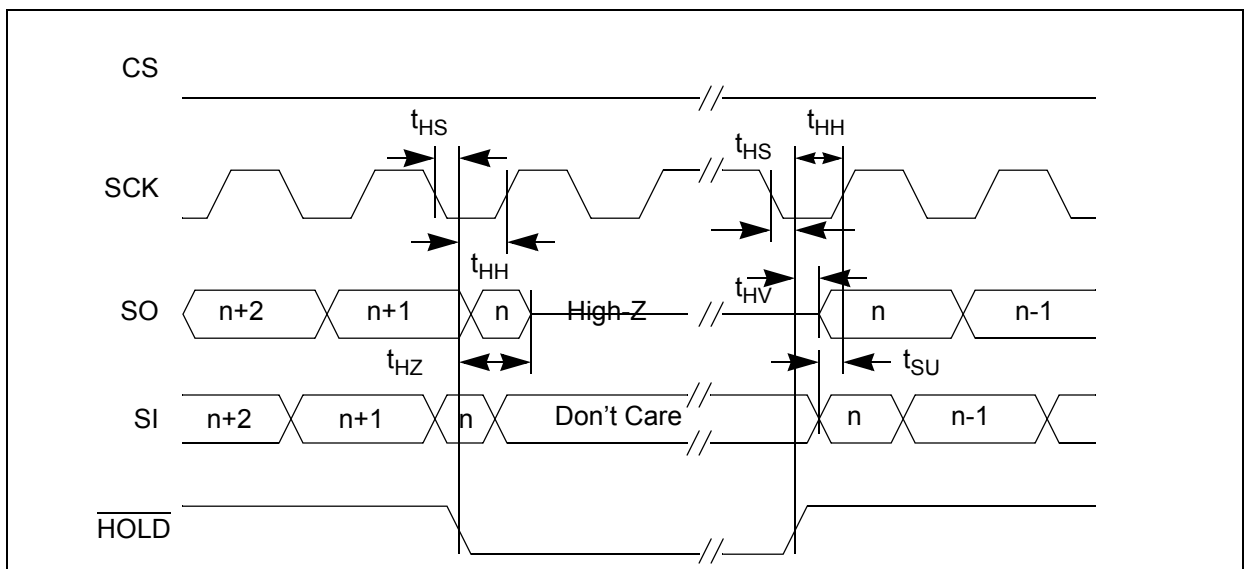 CS
tHS
tHH
tHS
SCK
tHH
tHV
SO
n+2
n+1
n
High-Z
n
n-1
tHZ
tSU
SI
n+2
n+1
n
Don't Care
n
n-1
HOLD